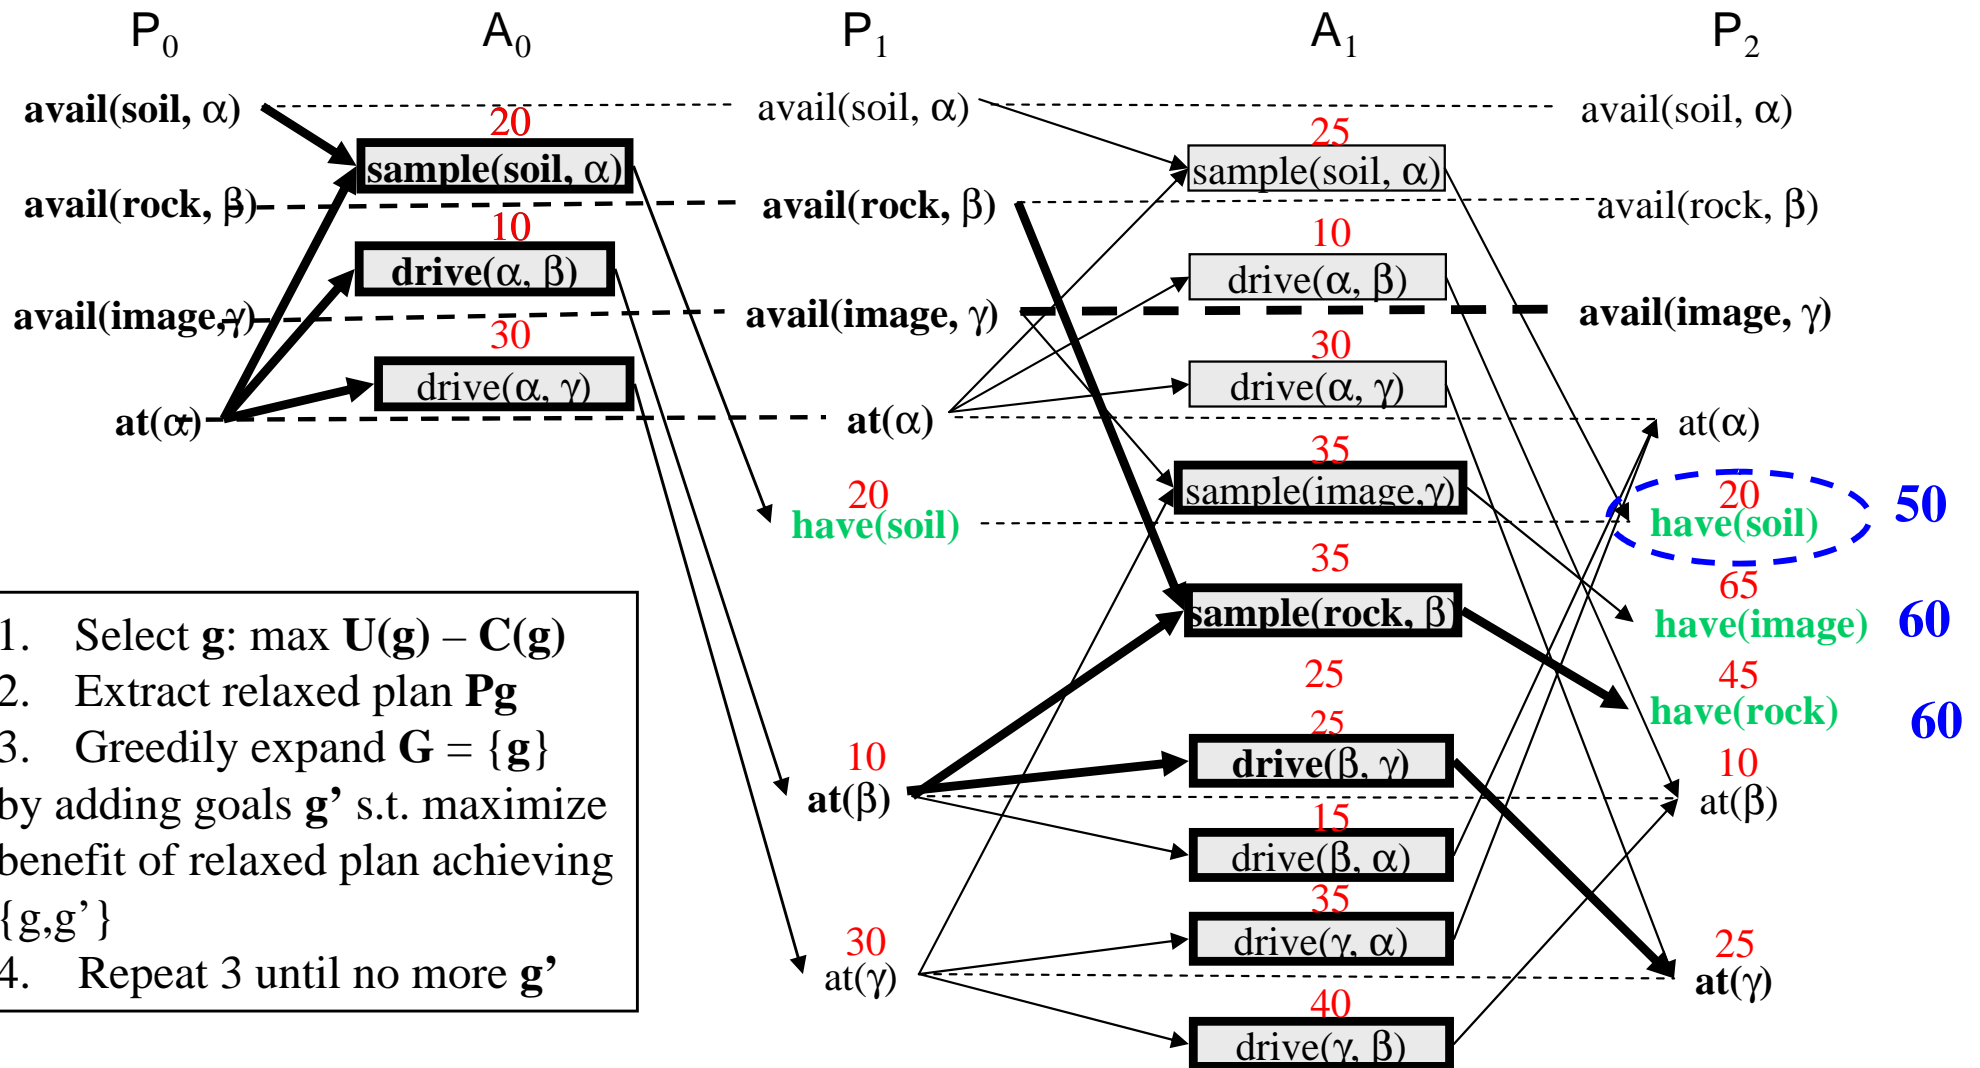 P0 A0 P1 A1 P2
avail(soil, α) avail(soil, α) avail(soil, α)
20 25
sample(soil, α) sample(soil, α)
avail(rock, β) avail(rock, β) avail(rock, β)
10 10
drive(α, β) drive(α, β)
avail(image,γ) avail(image, γ) avail(image, γ)
30 30
drive(α, γ) drive(α, γ)
at(α) at(α) at(α)
35
sample(image,γ)
20 20 50
have(soil) have(soil)
35
sample(rock, β)
65
have(image) 60
45
have(rock) 60
25
25
drive(β, γ)
10 10
at(β) at(β)
15
drive(β, α)
35
drive(γ, α)
30 25
at(γ) at(γ)
40
drive(γ, β)
1. Select g: max U(g) – C(g)
2. Extract relaxed plan Pg
3. Greedily expand G = {g}
by adding goals g’ s.t. maximize
benefit of relaxed plan achieving
{g,g’}
4. Repeat 3 until no more g’